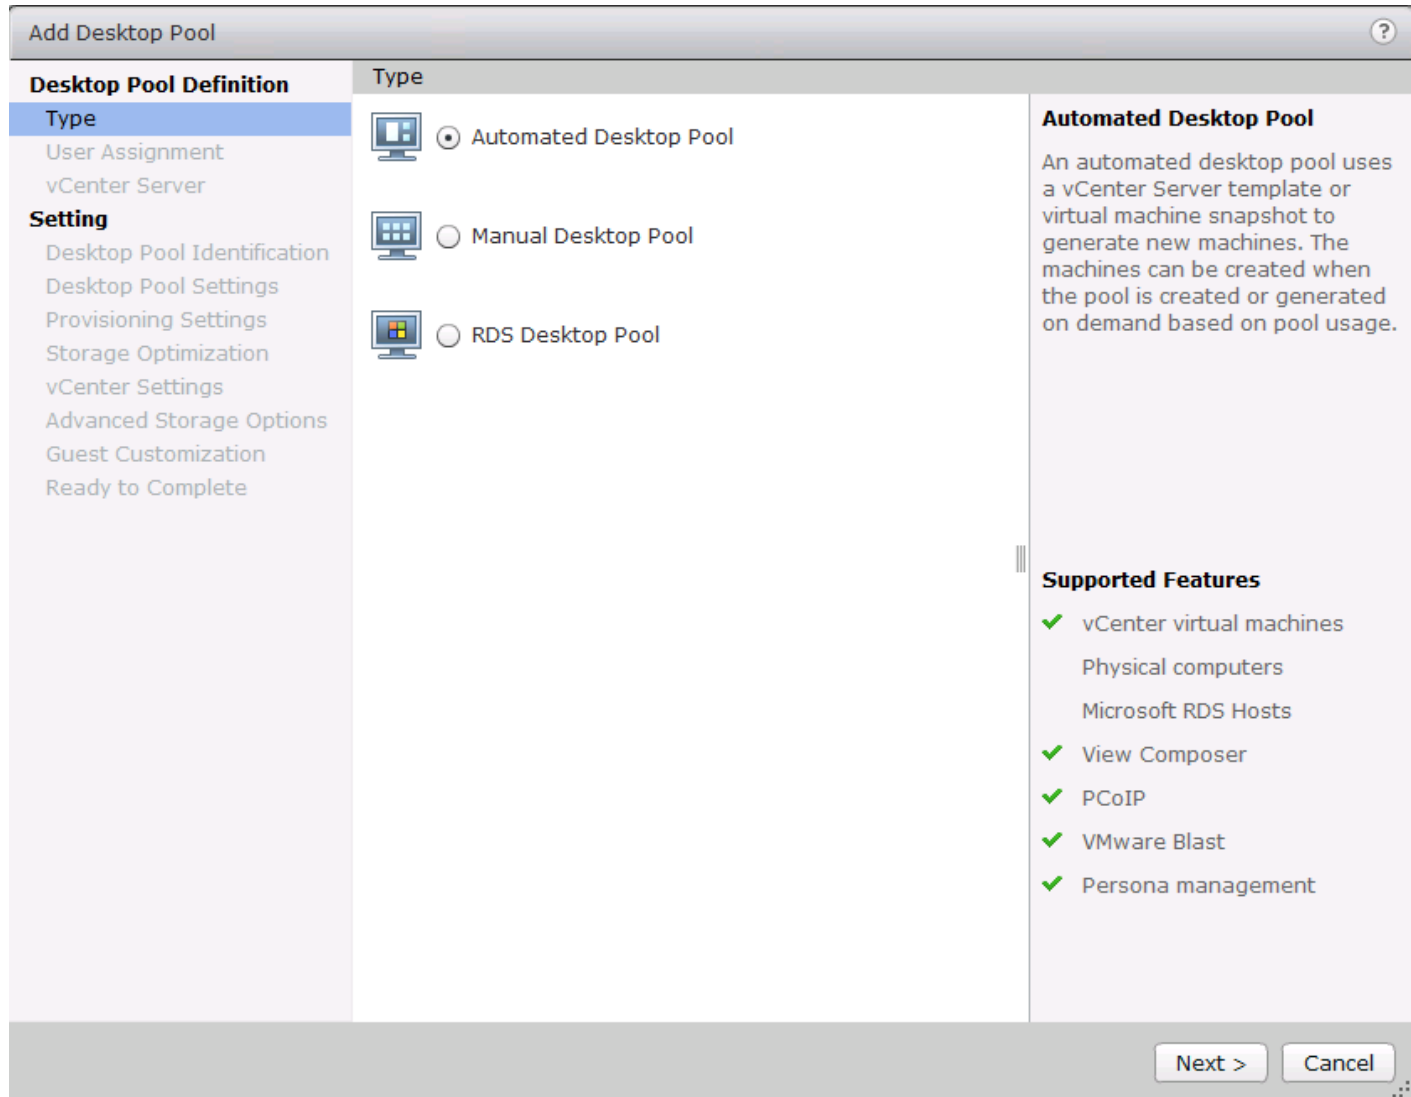 Add Desktop Pool
?
Desktop Pool Definition
Type
User Assignment
vCenter Server
Setting
Desktop Pool Identification
Desktop Pool Settings
Provisioning Settings
Storage Optimization
vCenter Settings
Advanced Storage Options
Guest Customization
Ready to Complete
Type
Automated Desktop Pool
Manual Desktop Pool
RDS Desktop Pool
Automated Desktop Pool
An automated desktop pool uses
a vCenter Server template or
virtual machine snapshot to
generate new machines. The
machines can be created when
the pool is created or generated
on demand based on pool usage.
Supported Features
vCenter virtual machines
Physical computers
Microsoft RDS Hosts
View Composer
PCoIP
VMware Blast
Persona management
Next >
Cancel